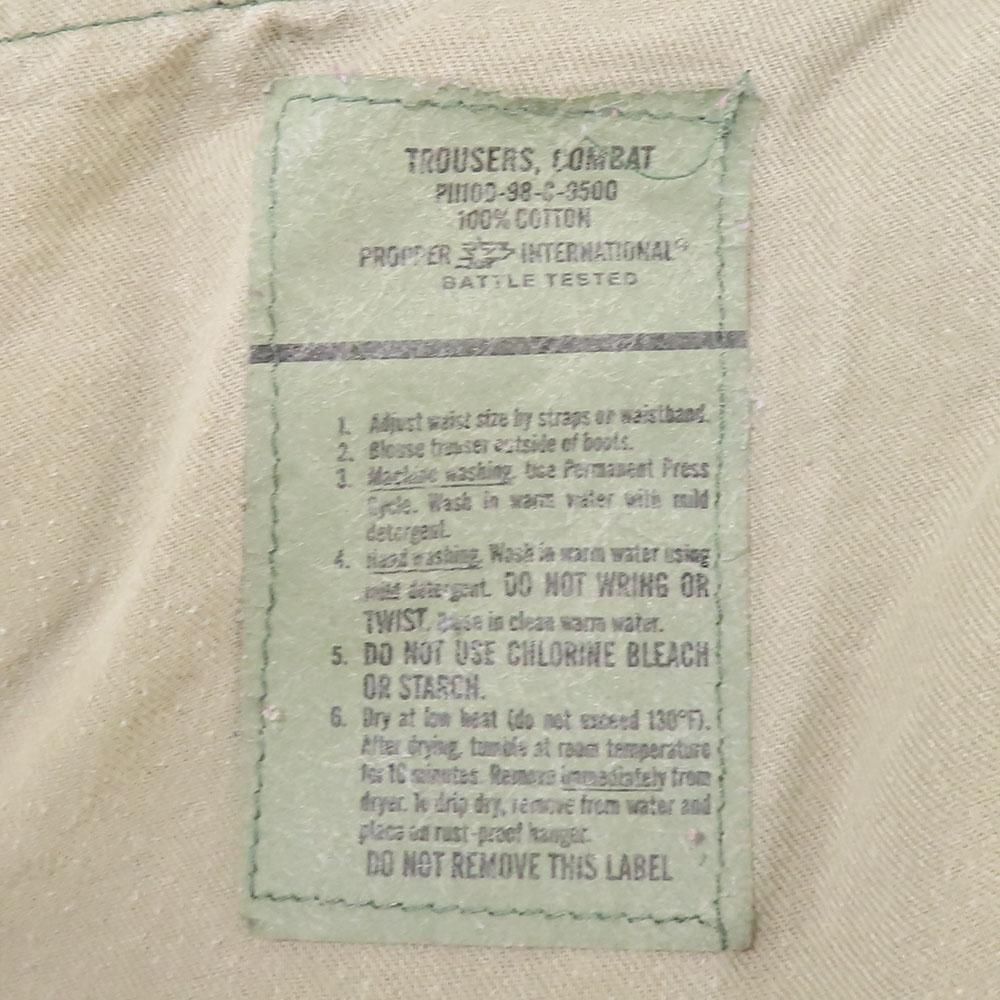 TROUSERS, COMBAT
PII100-98-C-9500
100% COTTON
PROPPER INTERNATIONAL®
BATTLE TESTED
1. Adjust waist size by straps on waistband.
2. Blouse trouser outside of boots.
3. Machine washing. Use Permanent Press
Cycle. Wash in warm water with mild
detergent.
4. Hand washing. Wash in warm water using
mild detergent. DO NOT WRING OR
TWIST. Rinse in clean warm water.
5. DO NOT USE CHLORINE BLEACH
OR STARCH.
6. Dry at low heat (do not exceed 130°F).
After drying, tumble at room temperature
for 10 minutes. Remove immediately from
dryer. To drip dry, remove from water and
place on rust-proof hanger.
DO NOT REMOVE THIS LABEL